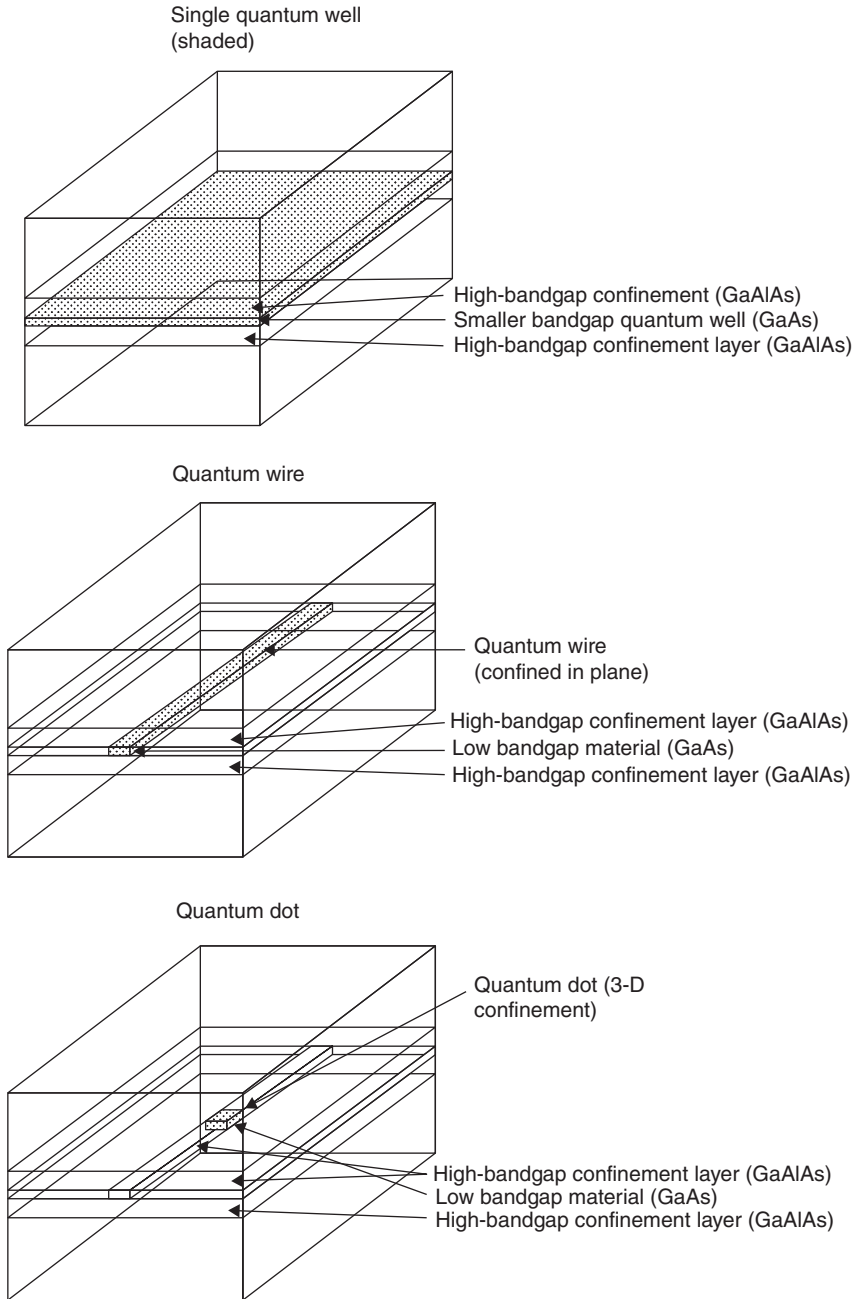 Single quantum well
(shaded)
High-bandgap confinement (GaAlAs)
Smaller bandgap quantum well (GaAs)
High-bandgap confinement layer (GaAlAs)
Quantum wire
Quantum wire
(confined in plane)
High-bandgap confinement layer (GaAlAs)
Low bandgap material (GaAs)
High-bandgap confinement layer (GaAlAs)
Quantum dot
Quantum dot (3-D
confinement)
High-bandgap confinement layer (GaAlAs)
Low bandgap material (GaAs)
High-bandgap confinement layer (GaAlAs)